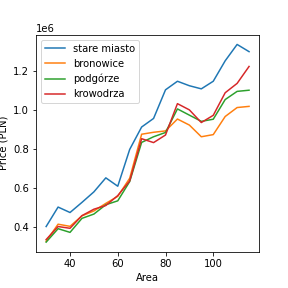 1e6
stare miasto
bronowice
podgórze
krowodrza
1.2
1.0
0.8
0.6
0.4
Price (PLN)
40
60
80
100
Area